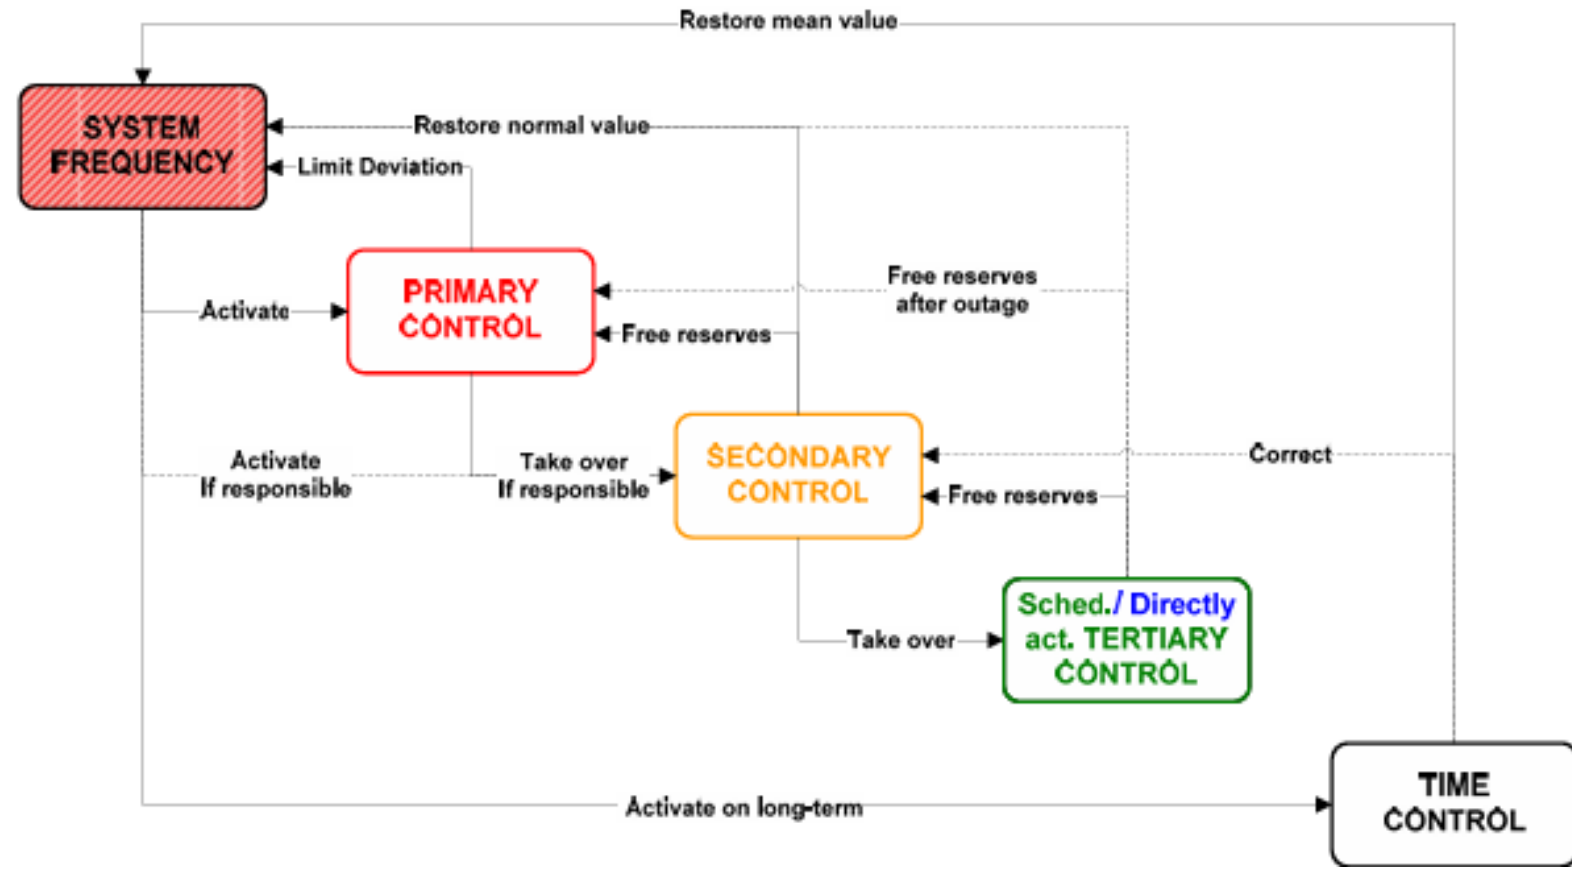 Restore mean value
SYSTEM
FREQUENCY
Restore normal value
Limit Deviation
PRIMARY
CONTROL
Free reserves
after outage
Activate
Free reserves
SECONDARY
CONTROL
Correct
Activate
If responsible
Take over
If responsible
Free reserves
Sched./ Directly
act. TERTIARY
CONTROL
Take over
TIME
CONTROL
Activate on long-term